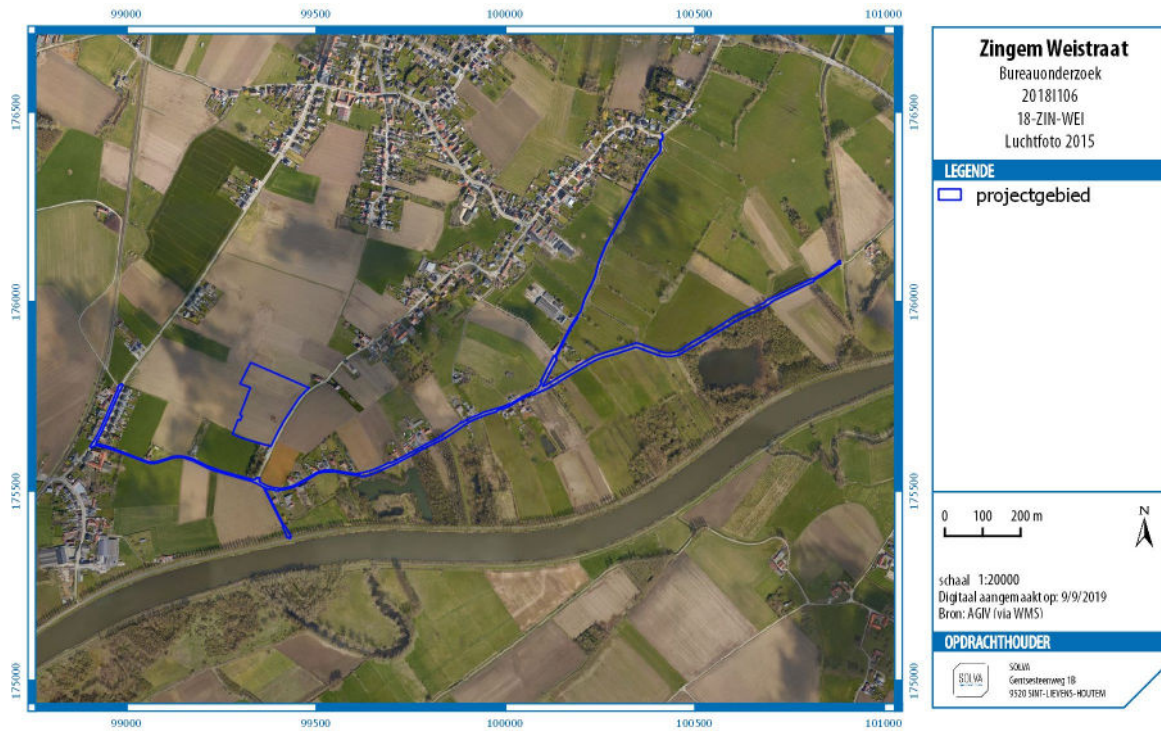 99000 99500 100000 100500 101000
176500 176500
176000 176000
175500 175500
175000 175000
99000 99500 100000 100500 101000
Zingem Weistraat
Bureauonderzoek
2018I106
18-ZIN-WEI
Luchtfoto 2015
LEGENDE
projectgebied
0 100 200 m
N
schaal 1:20000
Digitaal aangemaakt op: 9/9/2019
Bron: AGIV (via WMS)
OPDRACHTHOUDER
SOLVA
SOLVA
Gentsesteenweg 1B
9520 SINT-LIEVENS-HOUTEM